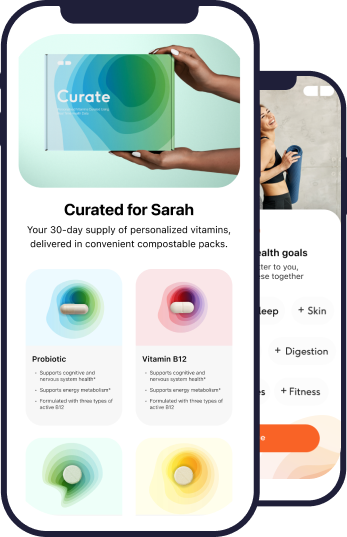 Curate
Curated for Sarah
Your 30-day supply of personalized vitamins,
delivered in convenient compostable packs.
Probiotic
- Supports cognitive and
nervous system health*
- Supports energy metabolism*
- Formulated with three types of
active B12
Vitamin B12
- Supports cognitive and
nervous system health*
- Supports energy metabolism*
- Formulated with three types of
active B12
ealth goals
ter to you,
ese together
leep
+ Skin
+ Digestion
es
+ Fitness
e